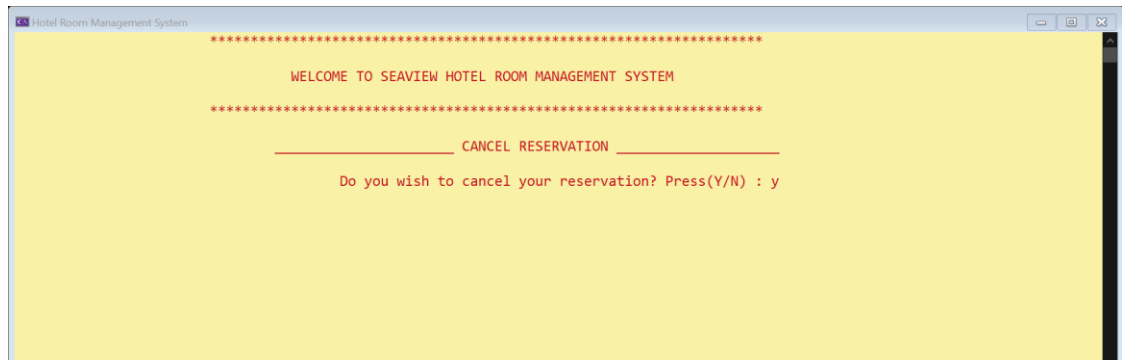 Hotel Room Management System
********************************************************************
WELCOME TO SEAVIEW HOTEL ROOM MANAGEMENT SYSTEM
********************************************************************
______________________ CANCEL RESERVATION ____________________
Do you wish to cancel your reservation? Press(Y/N) : y